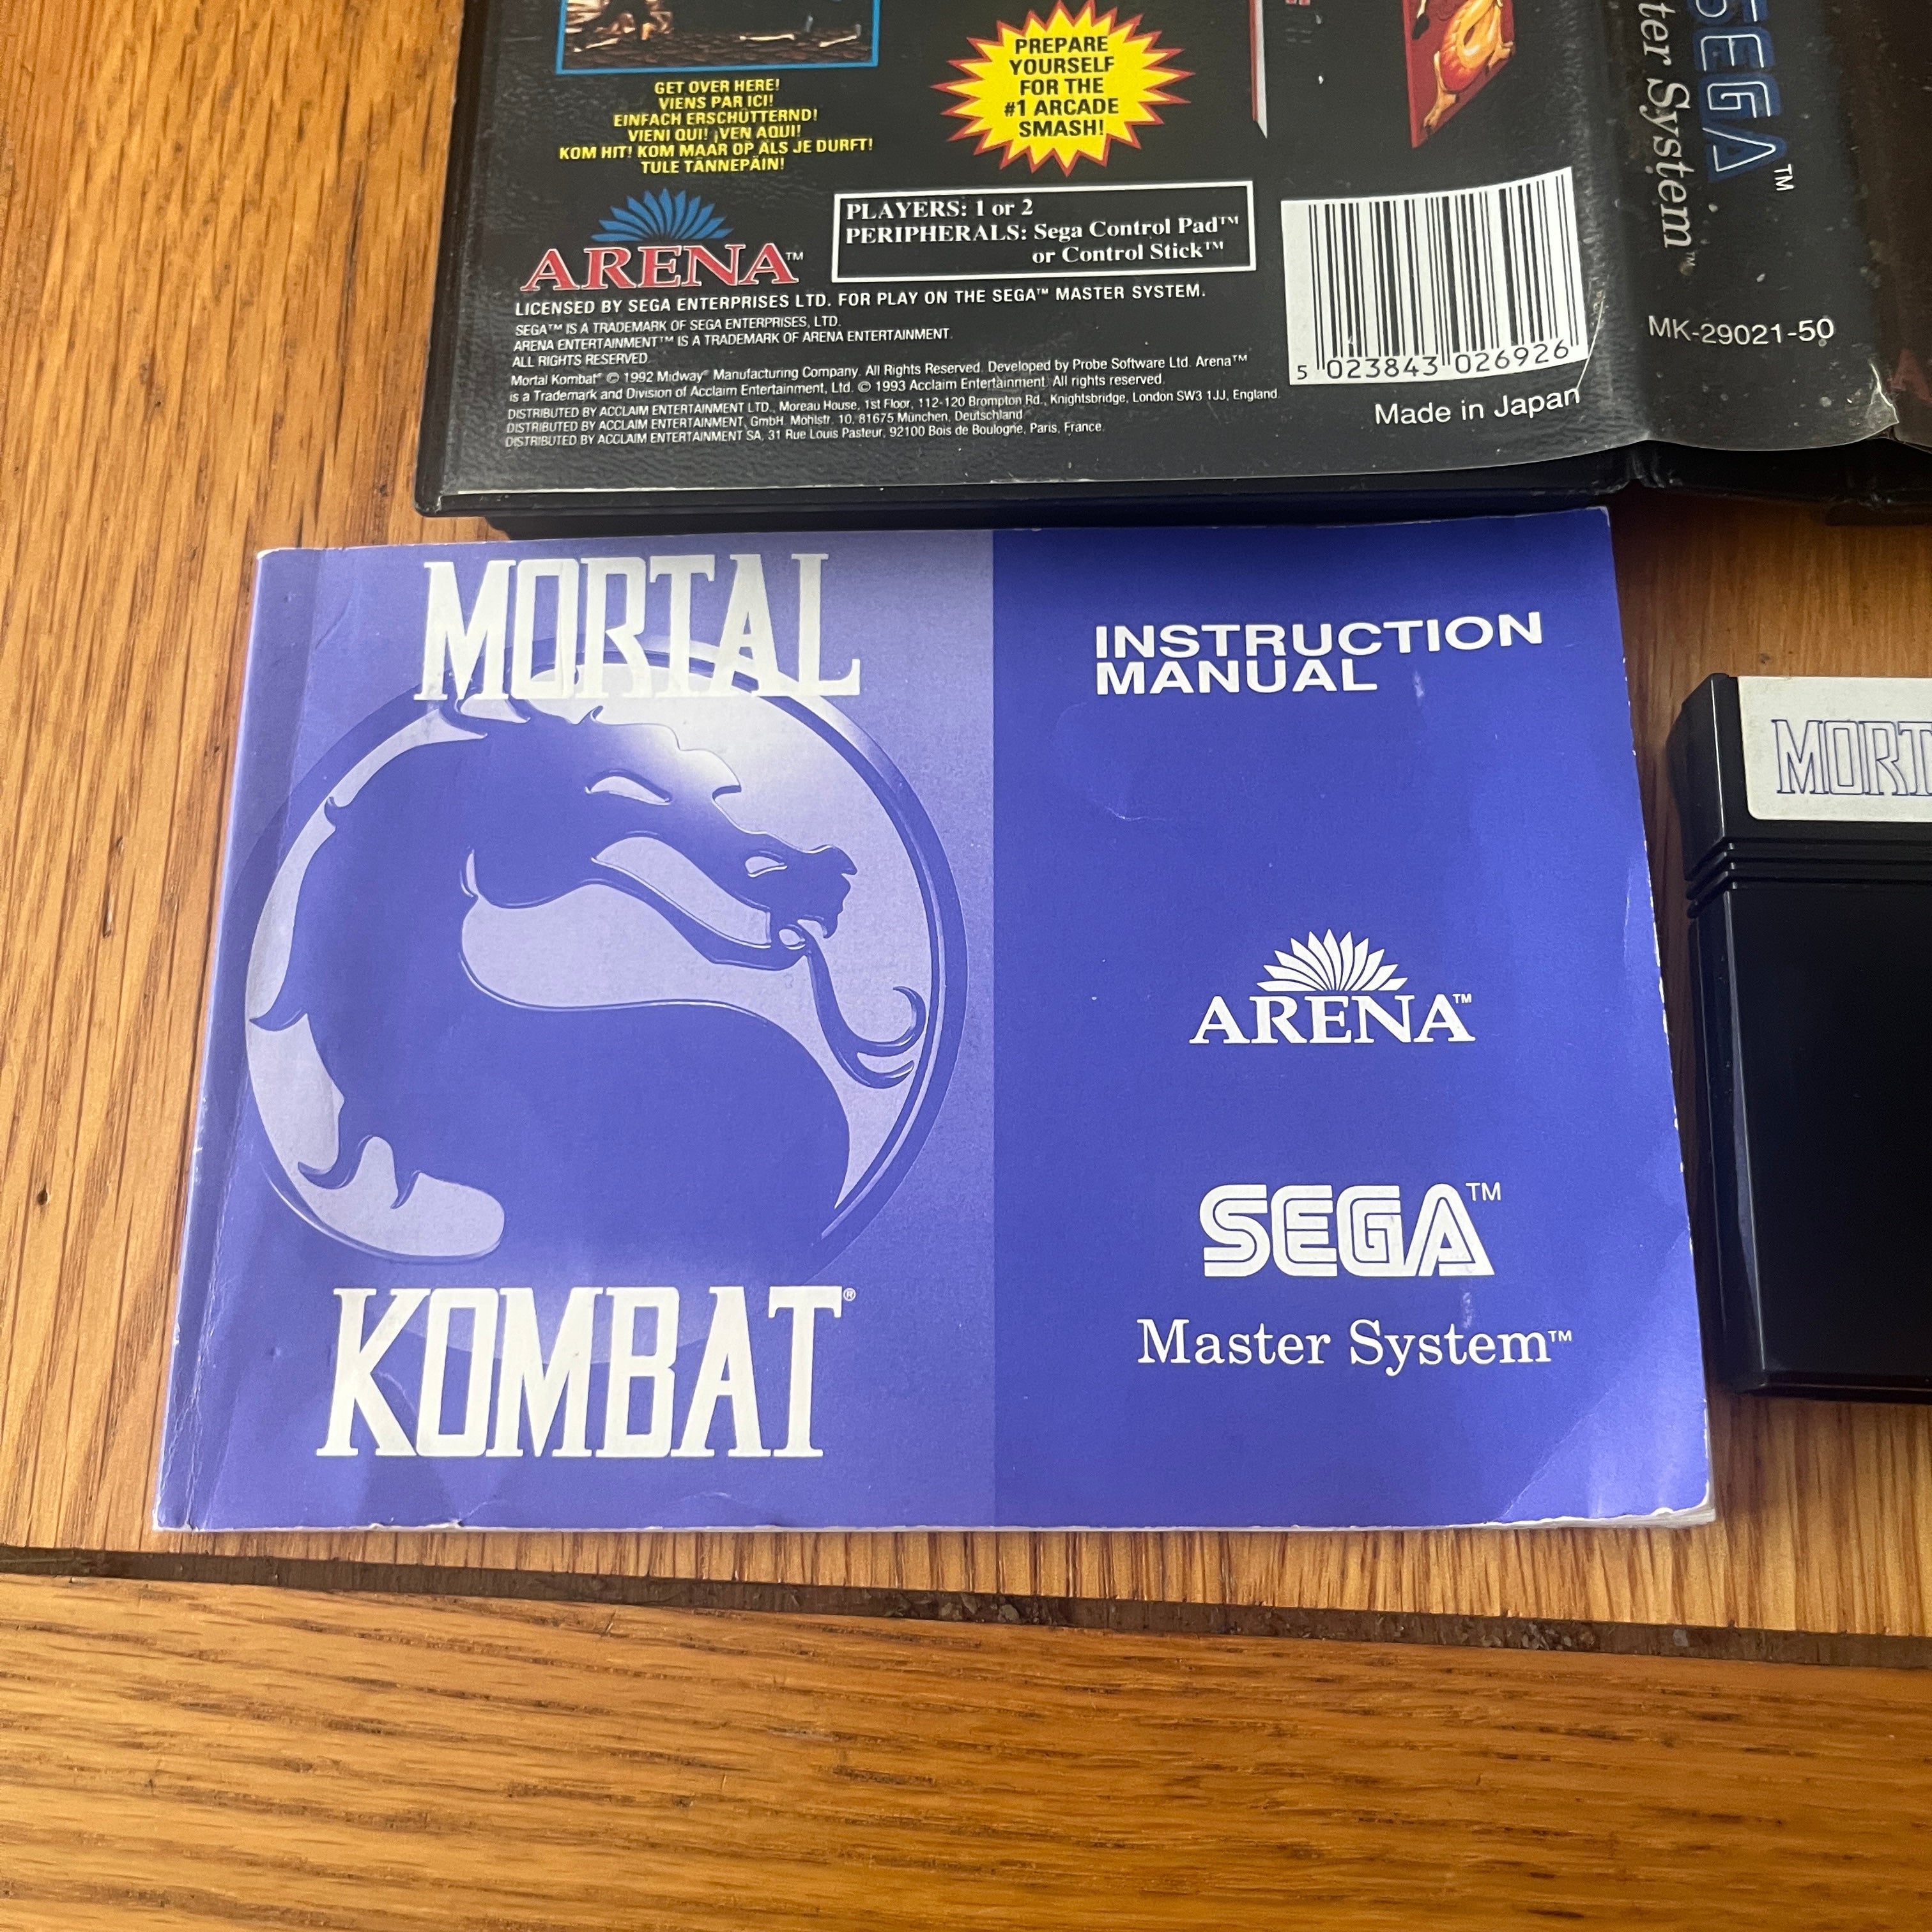 GET OVER HERE!
VIENS PAR ICI!
EINFACH ERSCHÜTTERND!
VIENI QUI! ¡VEN AQUI!
KOM HIT! KOM MAAR OP ALS JE DURFT!
TULE TÄNNEPÄIN!
PREPARE
YOURSELF
FOR THE
#1 ARCADE
SMASH!
ARENA™
PLAYERS: 1 or 2
PERIPHERALS: Sega Control Pad™
or Control Stick™
LICENSED BY SEGA ENTERPRISES LTD. FOR PLAY ON THE SEGA™ MASTER SYSTEM.
SEGA™ IS A TRADEMARK OF SEGA ENTERPRISES, LTD.
ARENA ENTERTAINMENT™ IS A TRADEMARK OF ARENA ENTERTAINMENT.
ALL RIGHTS RESERVED.
Mortal Kombat® © 1992 Midway® Manufacturing Company. All Rights Reserved. Developed by Probe Software Ltd. Arena™
is a Trademark and Division of Acclaim Entertainment, Ltd. © 1993 Acclaim Entertainment. All rights reserved.
DISTRIBUTED BY ACCLAIM ENTERTAINMENT LTD., Moreau House, 1st Floor, 112-120 Brompton Rd., Knightsbridge, London SW3 1JJ, England.
DISTRIBUTED BY ACCLAIM ENTERTAINMENT, GmbH. Möhlstr. 10, 81675 München, Deutschland
DISTRIBUTED BY ACCLAIM ENTERTAINMENT SA, 31 Rue Louis Pasteur, 92100 Bois de Boulogne, Paris, France.
5 023843 026926
Made in Japan
SEGA™
ter System™
MK-29021-50
MORTAL
KOMBAT®
INSTRUCTION
MANUAL
ARENA™
SEGA™
Master System™
MORT